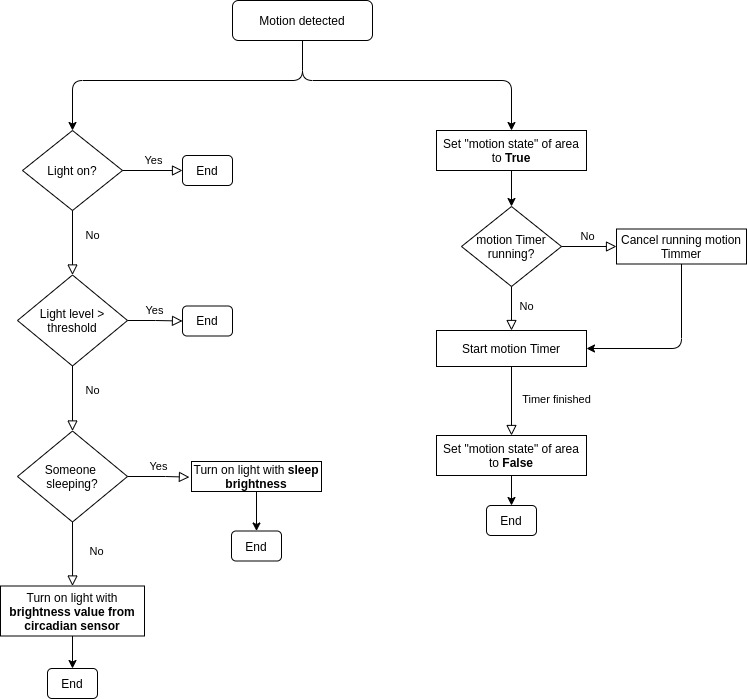 Motion detected
Light on?
Yes
End
No
Light level >
threshold
Yes
End
No
Someone
sleeping?
Yes
Turn on light with sleep
brightness
End
No
Turn on light with
brightness value from
circadian sensor
End
Set "motion state" of area
to True
motion Timer
running?
No
Cancel running motion
Timmer
No
Start motion Timer
Timer finished
Set "motion state" of area
to False
End